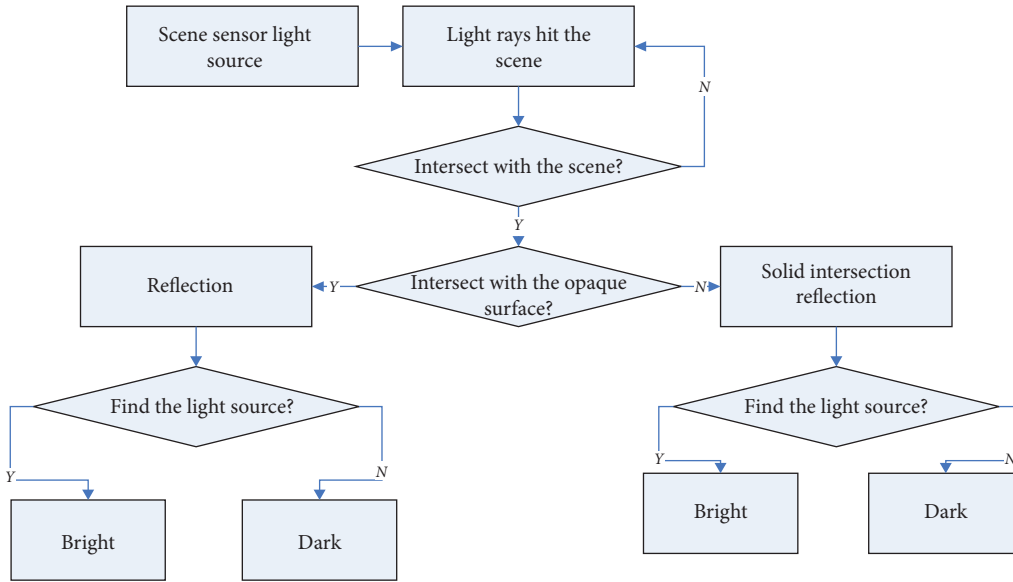 Scene sensor light
source
Light rays hit the
scene
N
Intersect with the scene?
Y
Reflection
Y
Intersect with the opaque
surface?
N
Solid intersection
reflection
Find the light source?
Find the light source?
Y
N
Y
N
Bright
Dark
Bright
Dark